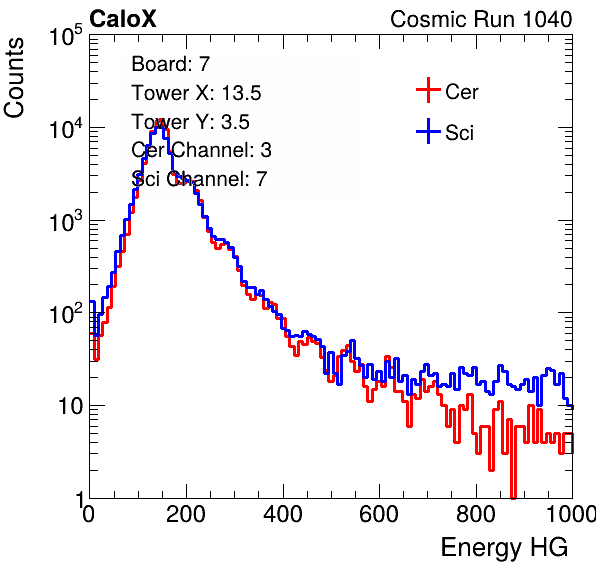 CaloX Cosmic Run 1040
Counts
10^5
10^4
10^3
10^2
10
1
Board: 7
Tower X: 13.5
Tower Y: 3.5
Cer Channel: 3
Sci Channel: 7
Cer
Sci
0 200 400 600 800 1000
Energy HG